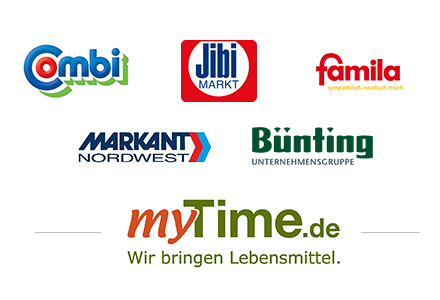 Combi
Jibi
MARKT
famila
sympathisch.nordisch.frisch.
MARKANT
NORDWEST
Bünting
UNTERNEHMENSGRUPPE
myTime.de
Wir bringen Lebensmittel.